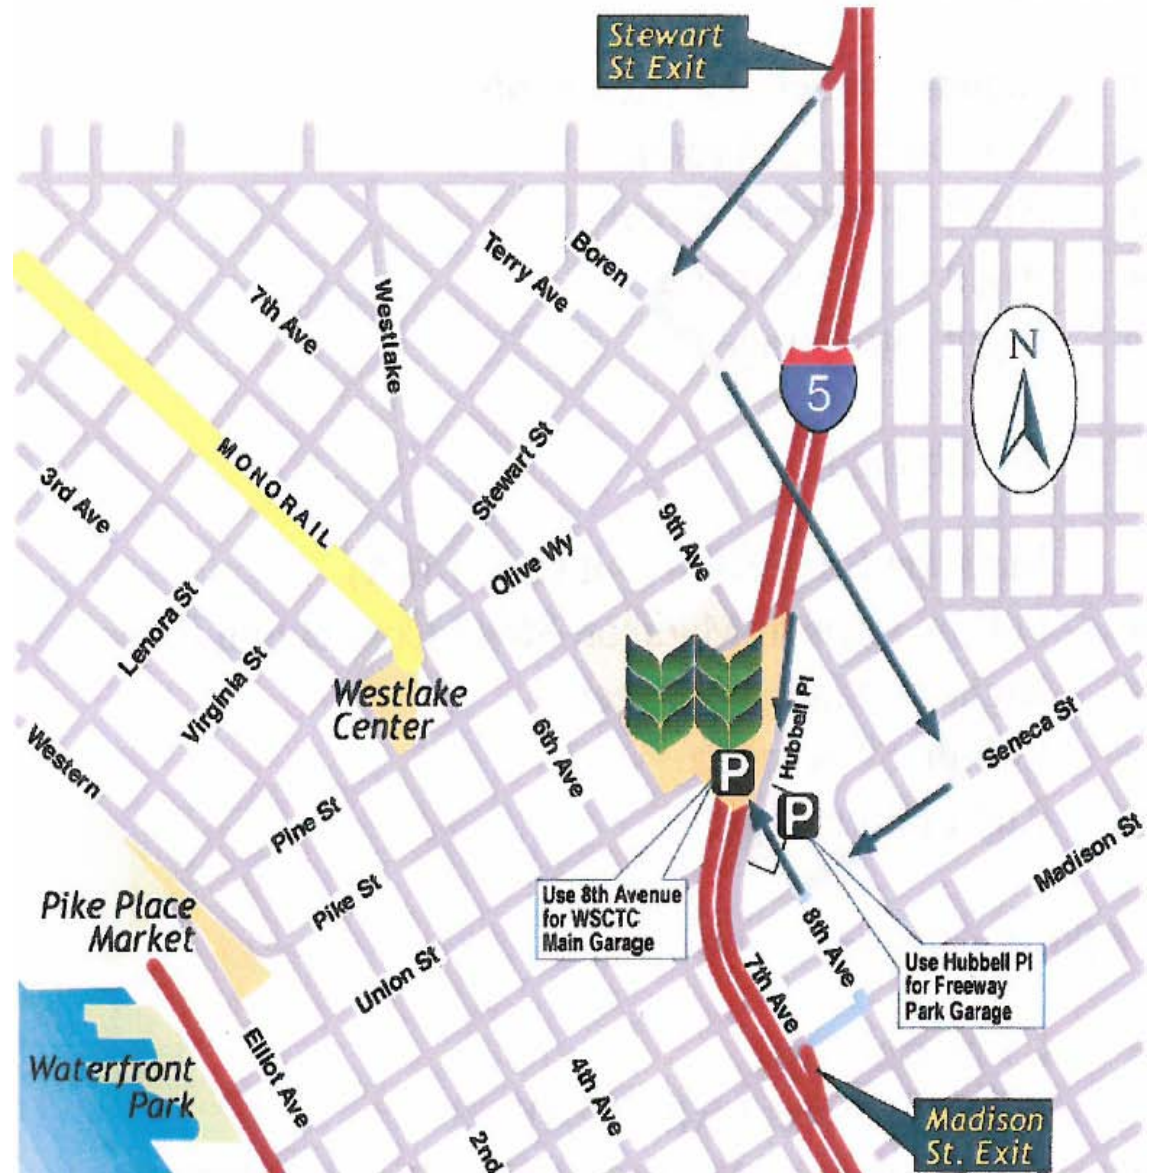 Stewart
St Exit
Boren
Terry Ave
7th Ave
Westlake
N
5
MONORAIL
Stewart St
3rd Ave
9th Ave
Olive Wy
Lenora St
Virginia St
Westlake
Center
Hubbell Pl
Seneca St
6th Ave
Western
P
P
Pine St
Madison St
Pike St
Pike Place
Market
Use 8th Avenue
for WSCTC
Main Garage
8th Ave
Union St
7th Ave
Use Hubbell Pl
for Freeway
Park Garage
Elliot Ave
Waterfront
Park
4th Ave
Madison
St. Exit
2nd